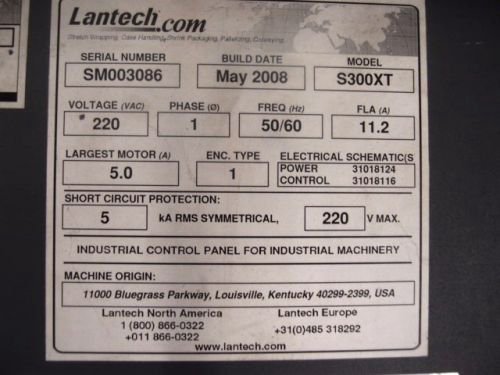 Lantech.com
Stretch Wrapping, Case Handling, Shrink Packaging, Palletizing, Conveying.
SERIAL NUMBER BUILD DATE MODEL
SM003086 May 2008 S300XT
VOLTAGE (VAC) PHASE (Ø) FREQ (Hz) FLA (A)
220 1 50/60 11.2
LARGEST MOTOR (A) ENC. TYPE ELECTRICAL SCHEMATIC(S
5.0 1 POWER 31018124
CONTROL 31018116
SHORT CIRCUIT PROTECTION:
5 kA RMS SYMMETRICAL, 220 V MAX.
INDUSTRIAL CONTROL PANEL FOR INDUSTRIAL MACHINERY
MACHINE ORIGIN:
11000 Bluegrass Parkway, Louisville, Kentucky 40299-2399, USA
Lantech North America Lantech Europe
1 (800) 866-0322 +31(0)485 318292
+011 866-0322
www.lantech.com